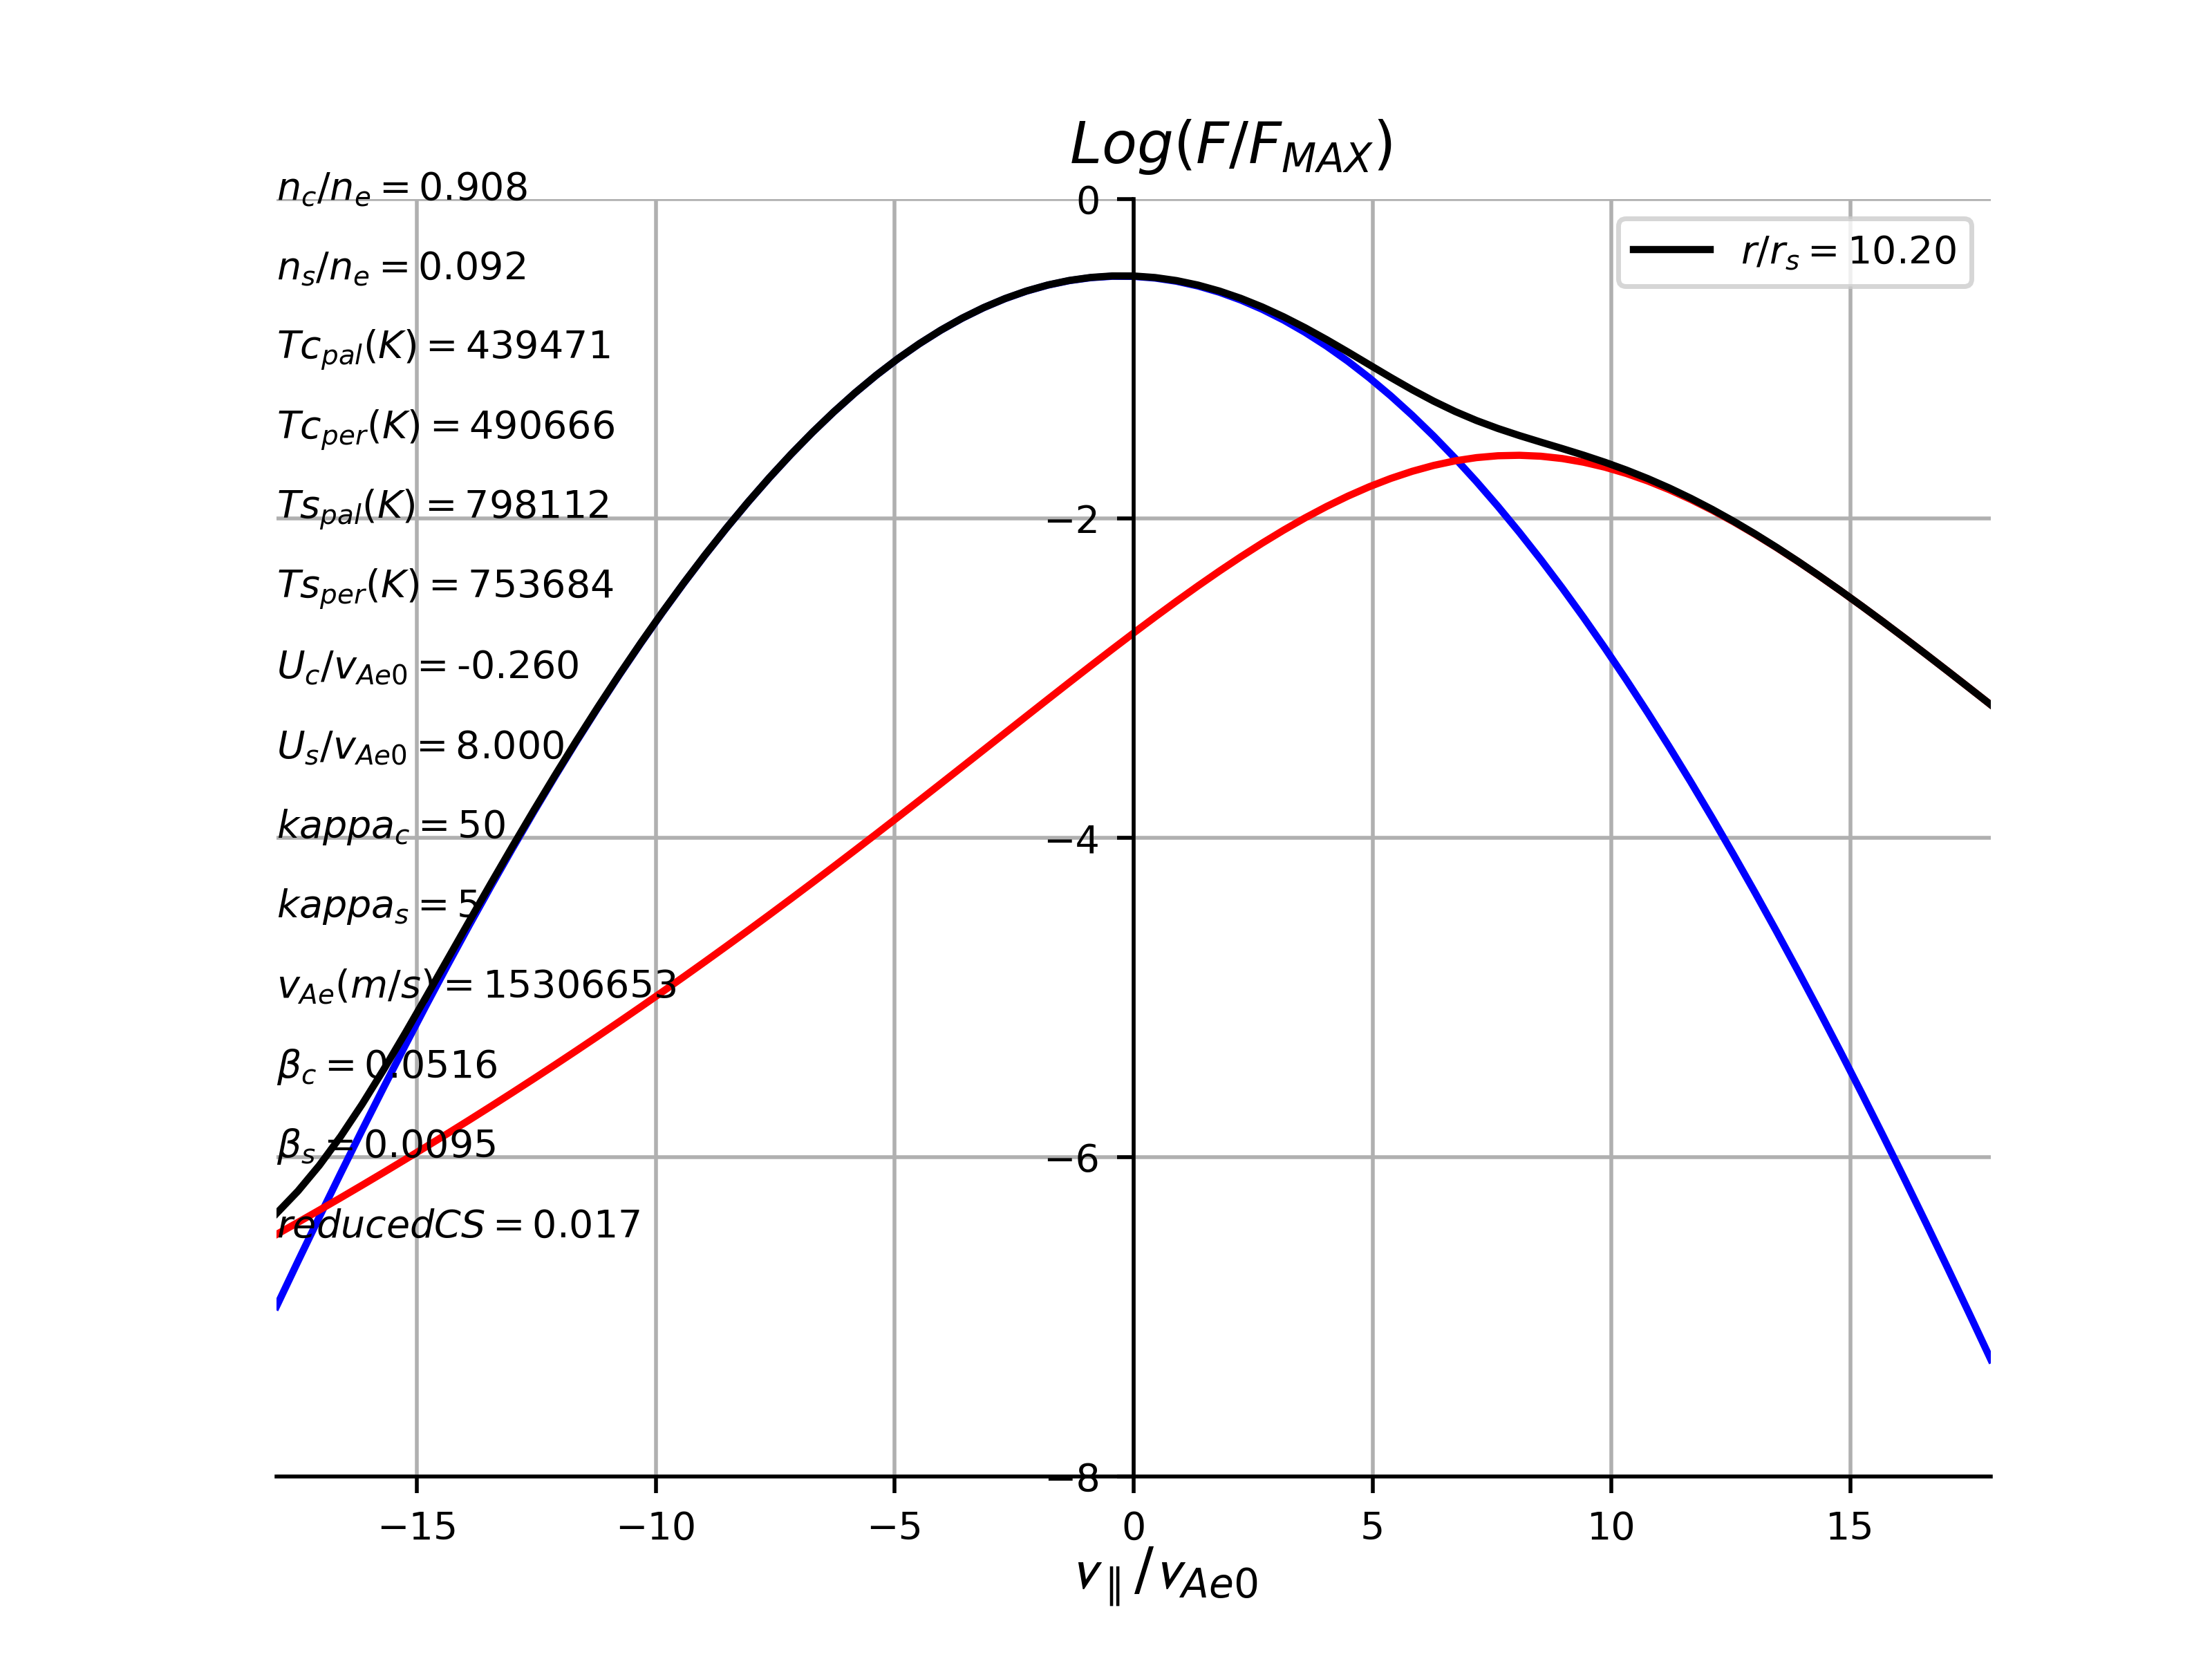 Log(F/F_MAX)
n_c/n_e = 0.908
n_s/n_e = 0.092
Tc_pal(K) = 439471
Tc_per(K) = 490666
Ts_pal(K) = 798112
Ts_per(K) = 753684
U_c/v_Ae0 = -0.260
U_s/v_Ae0 = 8.000
kappa_c = 50
kappa_s = 5
v_Ae(m/s) = 15306653
β_c = 0.0516
β_s = 0.0095
reducedCS = 0.017
r/r_s = 10.20
0
−2
−4
−6
−8
−15 −10 −5 0 5 10 15
v_∥/v_Ae0